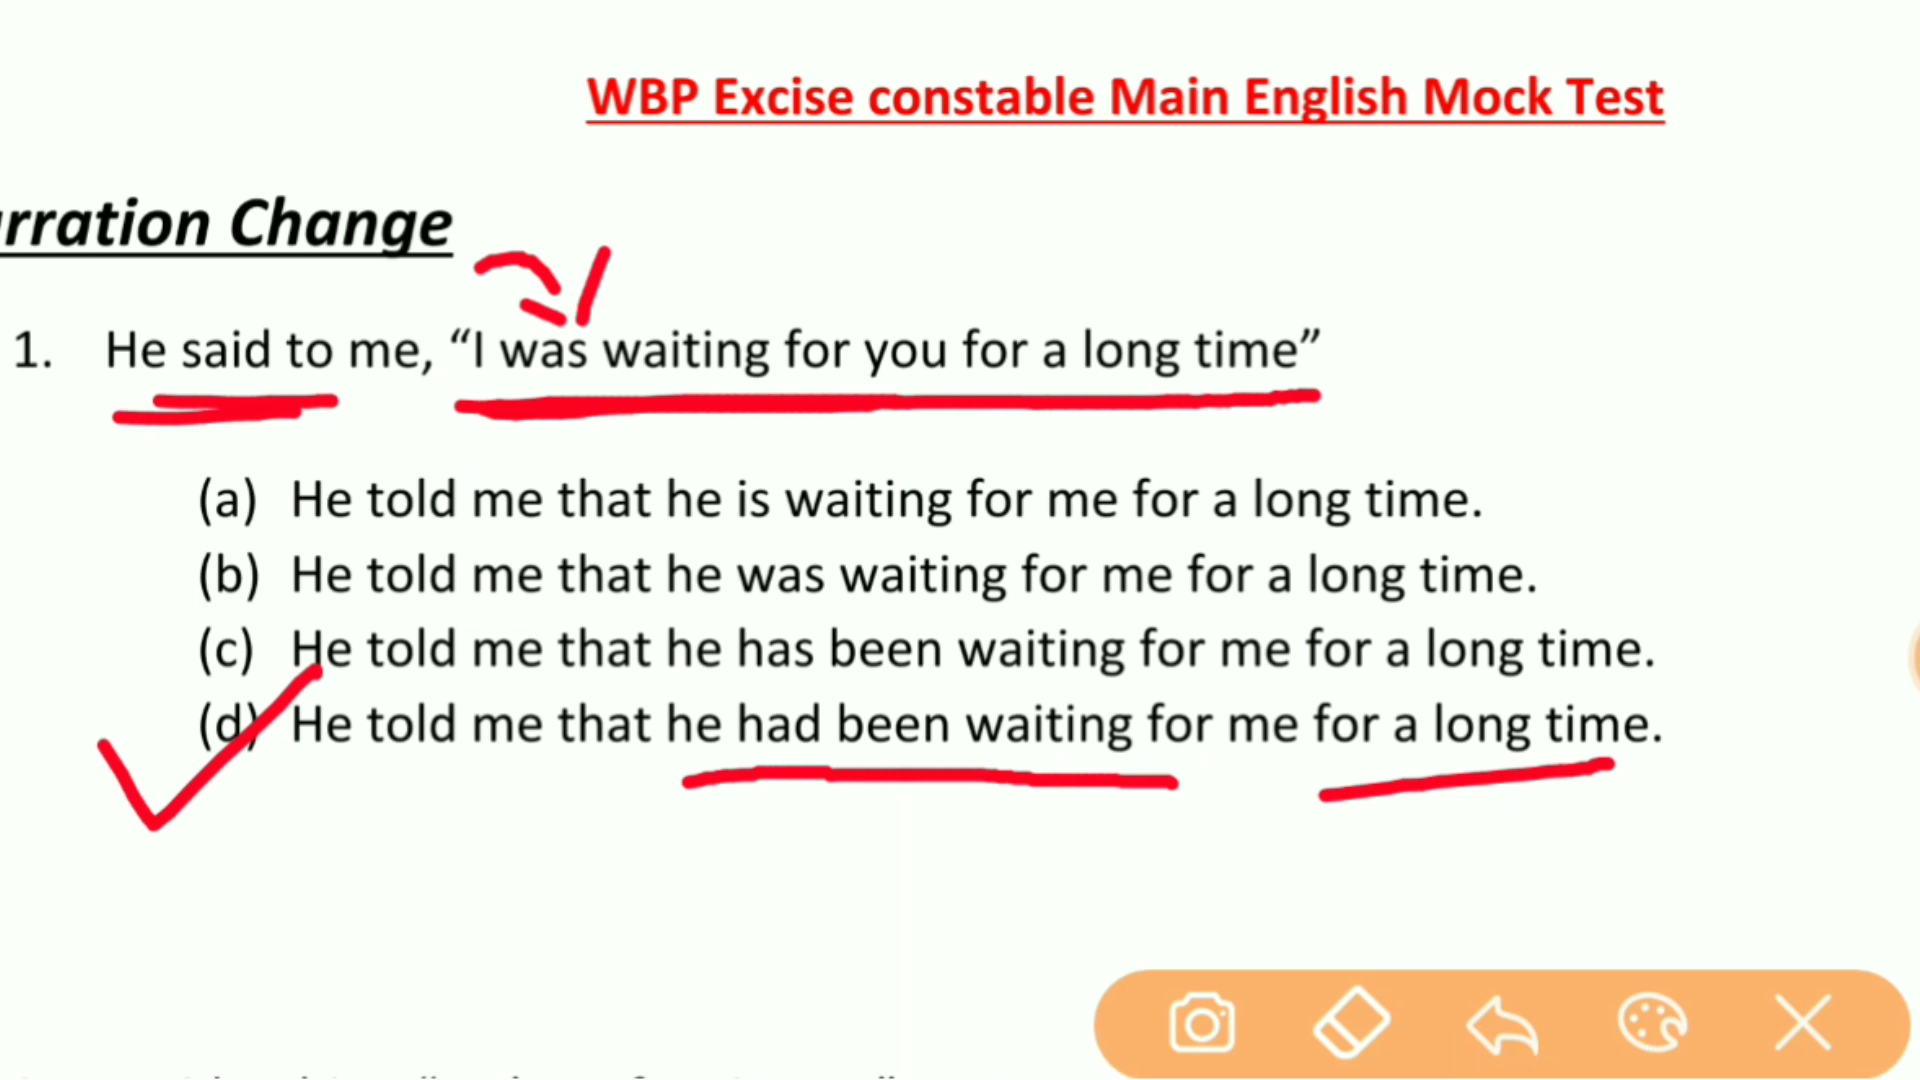 WBP Excise constable Main English Mock Test
rration Change
1. He said to me, “I was waiting for you for a long time”
(a) He told me that he is waiting for me for a long time.
(b) He told me that he was waiting for me for a long time.
(c) He told me that he has been waiting for me for a long time.
(d) He told me that he had been waiting for me for a long time.